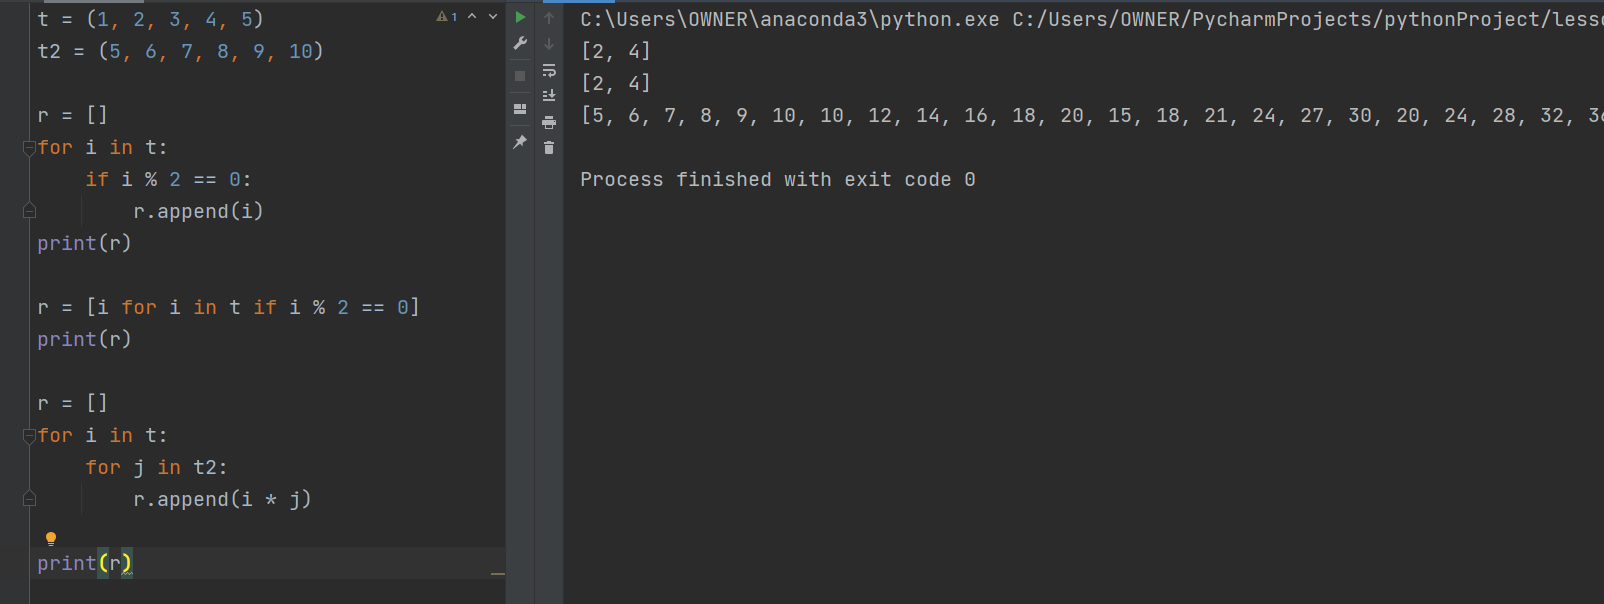 t = (1, 2, 3, 4, 5)
t2 = (5, 6, 7, 8, 9, 10)
r = []
for i in t:
    if i % 2 == 0:
        r.append(i)
print(r)
r = [i for i in t if i % 2 == 0]
print(r)
r = []
for i in t:
    for j in t2:
        r.append(i * j)
print(r)
1
C:\Users\OWNER\anaconda3\python.exe C:/Users/OWNER/PycharmProjects/pythonProject/less
[2, 4]
[2, 4]
[5, 6, 7, 8, 9, 10, 10, 12, 14, 16, 18, 20, 15, 18, 21, 24, 27, 30, 20, 24, 28, 32,
Process finished with exit code 0